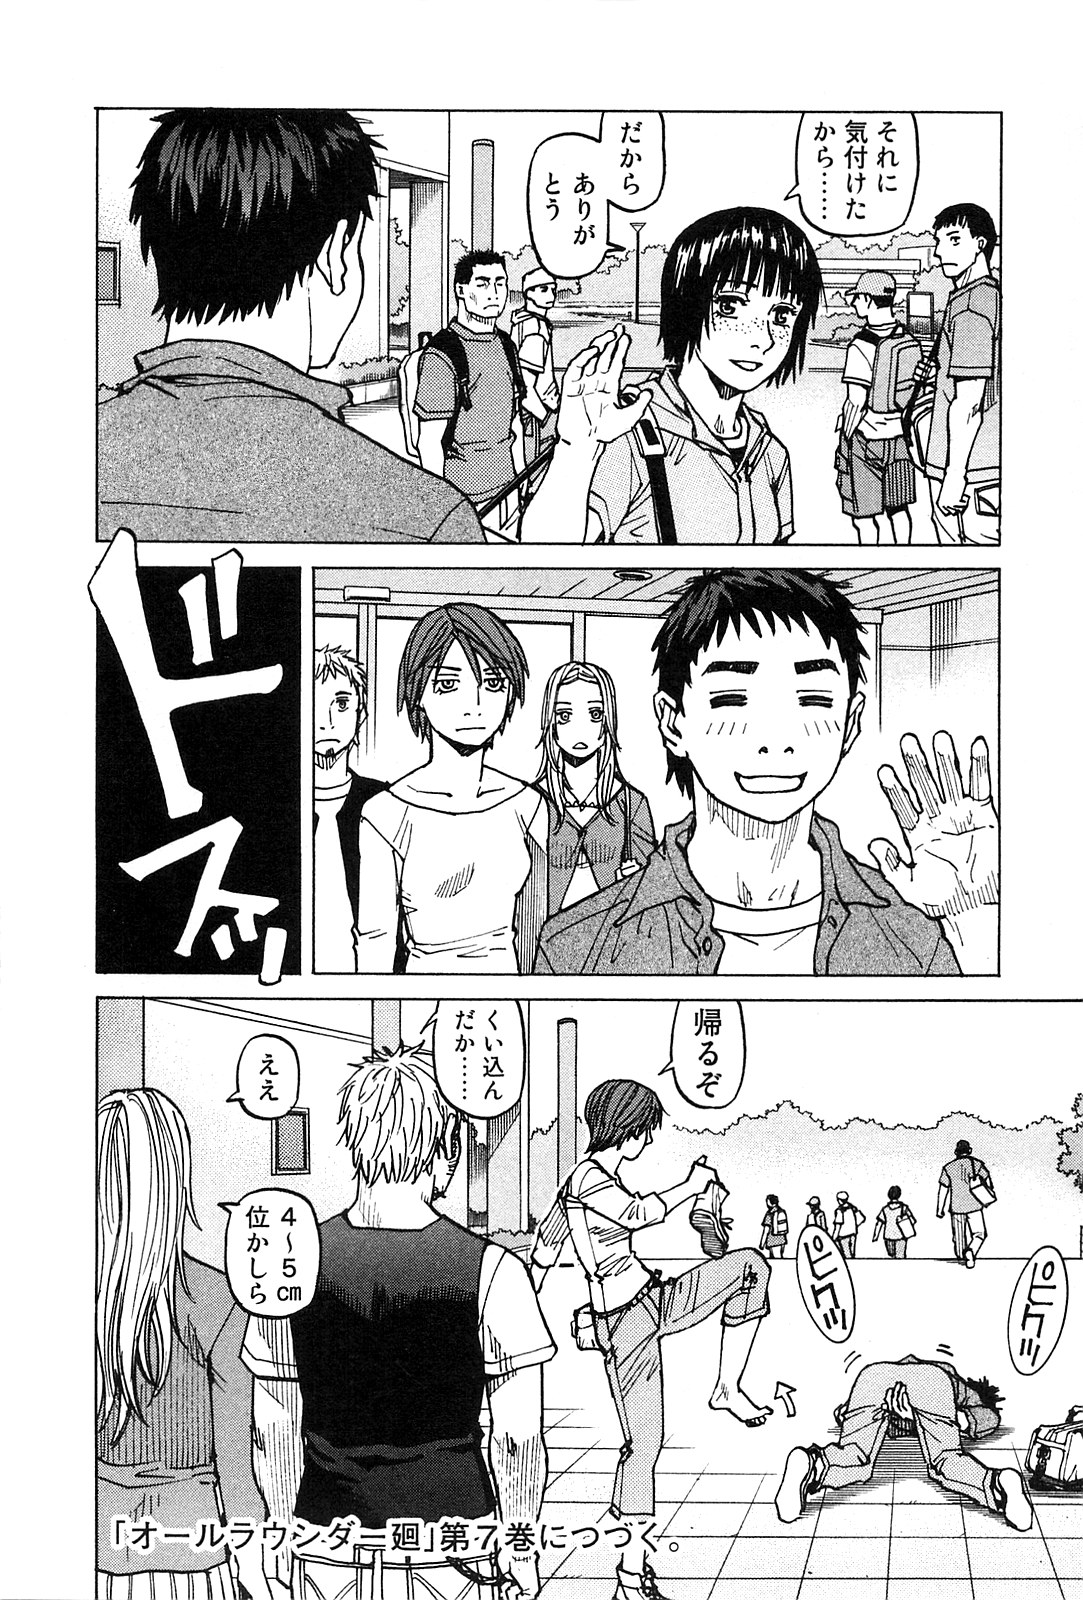 それに
気付けた
から……
だから
ありが
とう
ドスッ
帰るぞ
くい込ん
だか……
ええ
4〜5cm
位かしら
ピクッ
ピクッ
「オールラウンダー廻」第7巻につづく。